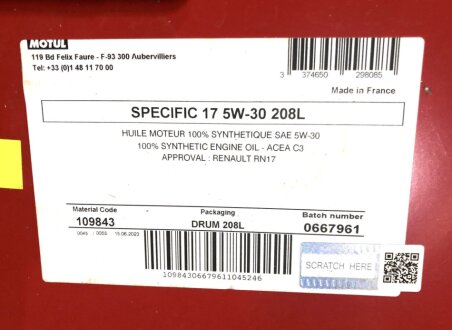 MOTUL
119 Bd Felix Faure - F-93 300 Aubervilliers
Tel: +33 (0)1 48 11 70 00
3 374650 298085
Made in France
SPECIFIC 17 5W-30 208L
HUILE MOTEUR 100% SYNTHETIQUE SAE 5W-30
100% SYNTHETIC ENGINE OIL - ACEA C3
APPROVAL : RENAULT RN17
Material Code Packaging Batch number
109843 DRUM 208L 0667961
15.06.2023
10984306679611045246
SCRATCH HERE